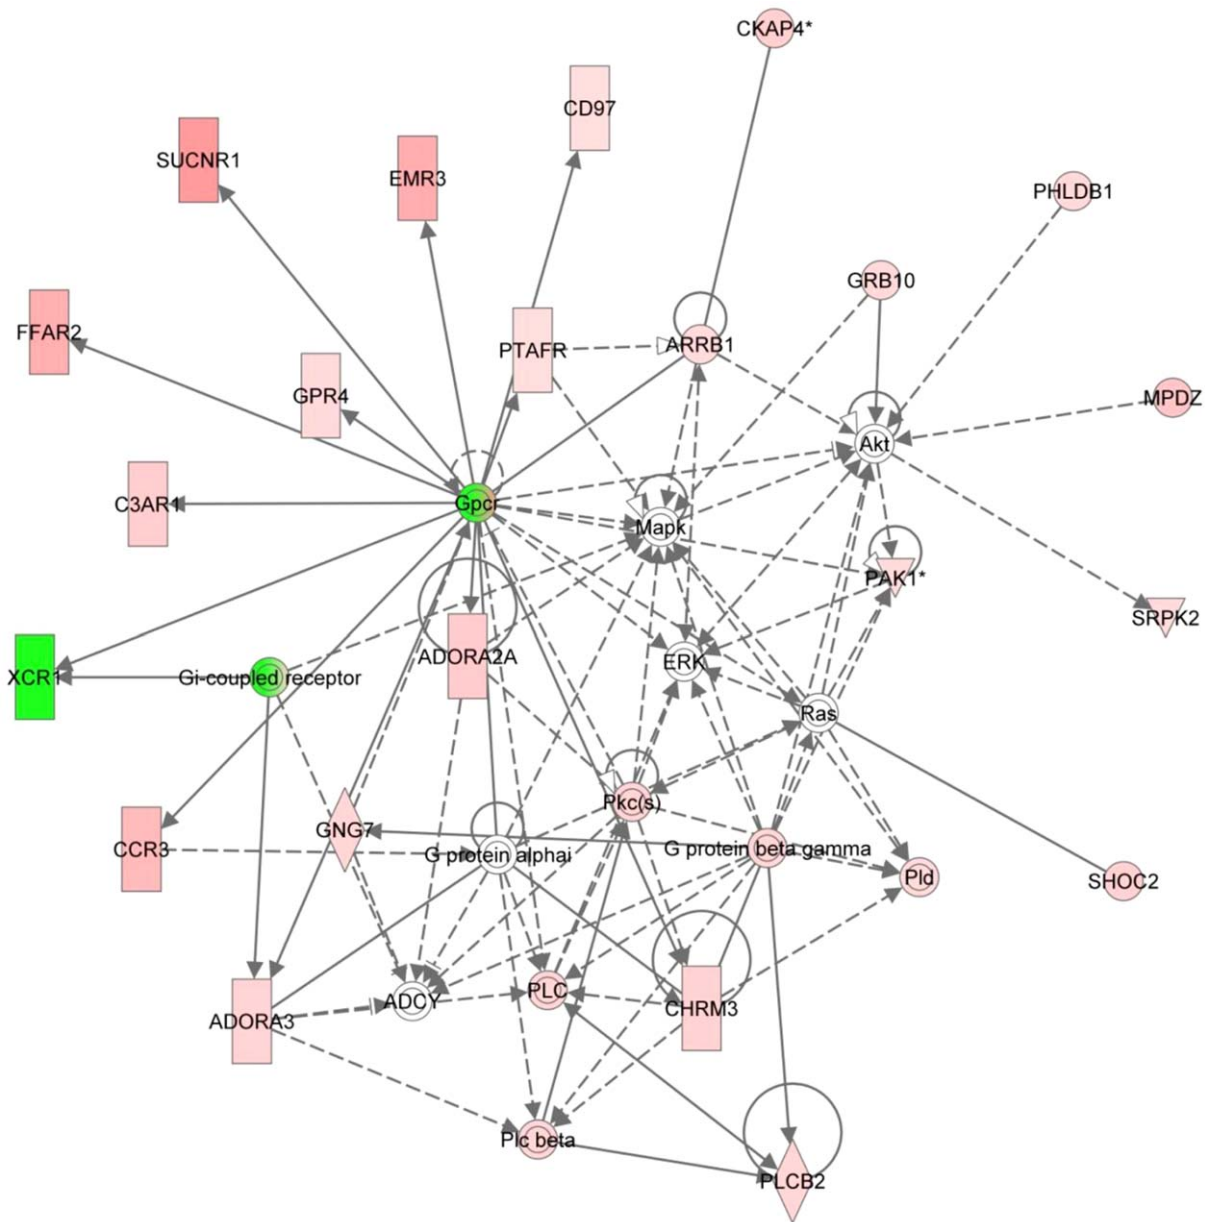 CKAP4*
CD97
SUCNR1
EMR3
PHLDB1
GRB10
FFAR2
PTAFR
ARRB1
GPR4
MPDZ
Akt
C3AR1
Gpcr
Mapk
PAK1*
SRPK2
ADORA2A
ERK
XCR1
Gi-coupled receptor
Ras
Pkc(s)
GNG7
CCR3
G protein alphai
G protein beta gamma
Pld
SHOC2
PLC
ADCY
CHRM3
ADORA3
Plc beta
PLCB2